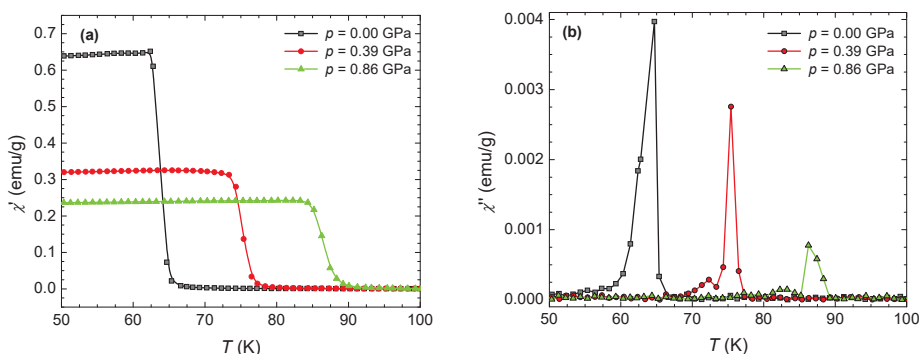 (a)
p = 0.00 GPa
p = 0.39 GPa
p = 0.86 GPa
0.7
0.6
0.5
0.4
0.3
0.2
0.1
0.0
χ' (emu/g)
50 60 70 80 90 100
T (K)
(b)
p = 0.00 GPa
p = 0.39 GPa
p = 0.86 GPa
0.004
0.003
0.002
0.001
0.000
χ'' (emu/g)
50 60 70 80 90 100
T (K)